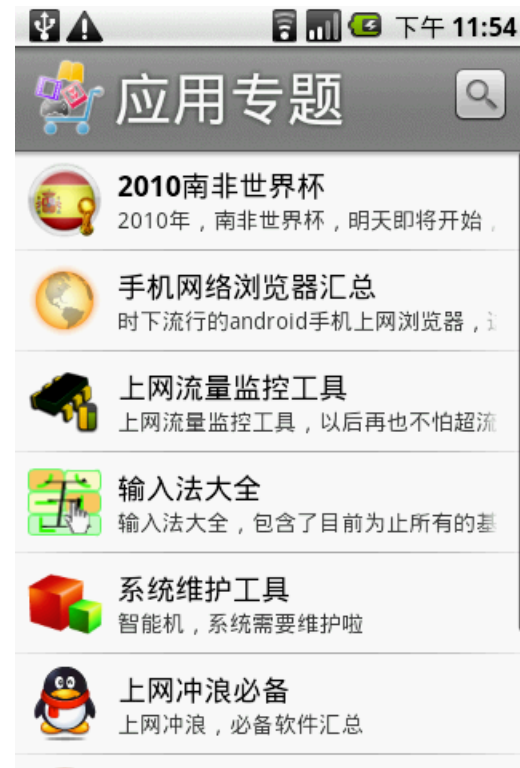 下午 11:54
应用专题
2010南非世界杯
2010年，南非世界杯，明天即将开始，
手机网络浏览器汇总
时下流行的android手机上网浏览器，
上网流量监控工具
上网流量监控工具，以后再也不怕超流
输入法大全
输入法大全，包含了目前为止所有的基
系统维护工具
智能机，系统需要维护啦
上网冲浪必备
上网冲浪，必备软件汇总